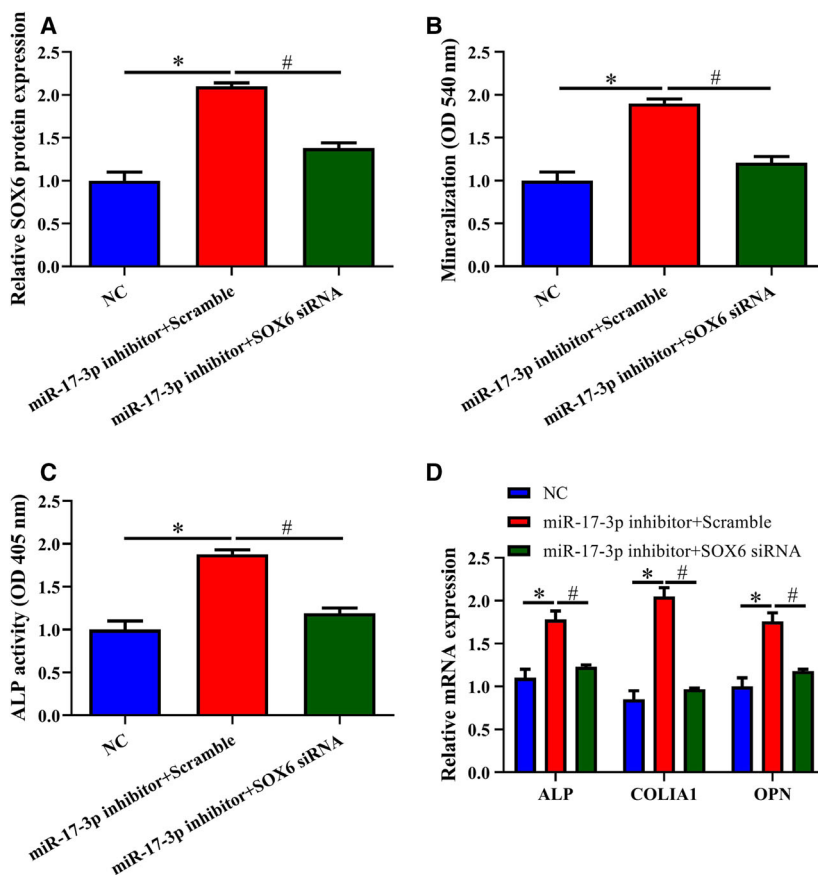 A
Relative SOX6 protein expression
2.5
2.0
1.5
1.0
0.5
0.0
* #
NC
miR-17-3p inhibitor+Scramble
miR-17-3p inhibitor+SOX6 siRNA
B
Mineralization (OD 540 nm)
2.5
2.0
1.5
1.0
0.5
0.0
* #
NC
miR-17-3p inhibitor+Scramble
miR-17-3p inhibitor+SOX6 siRNA
C
ALP activity (OD 405 nm)
2.5
2.0
1.5
1.0
0.5
0.0
* #
NC
miR-17-3p inhibitor+Scramble
miR-17-3p inhibitor+SOX6 siRNA
D
NC
miR-17-3p inhibitor+Scramble
miR-17-3p inhibitor+SOX6 siRNA
Relative mRNA expression
2.5
2.0
1.5
1.0
0.5
0.0
* # * # * #
ALP COLIA1 OPN